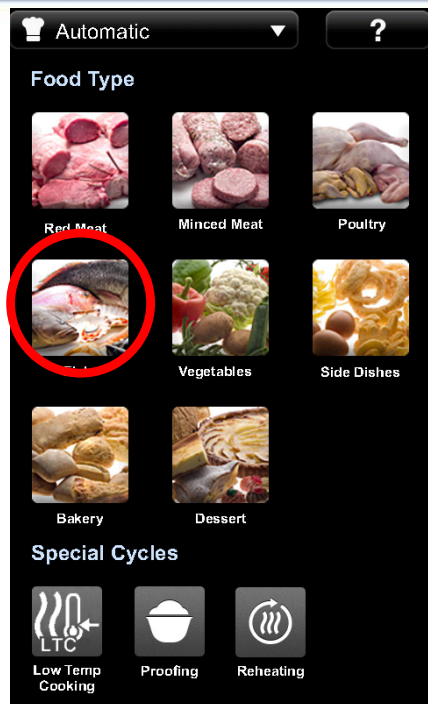 Automatic
?
Food Type
Red Meat
Minced Meat
Poultry
Vegetables
Side Dishes
Bakery
Dessert
Special Cycles
LTC
Low Temp
Cooking
Proofing
Reheating